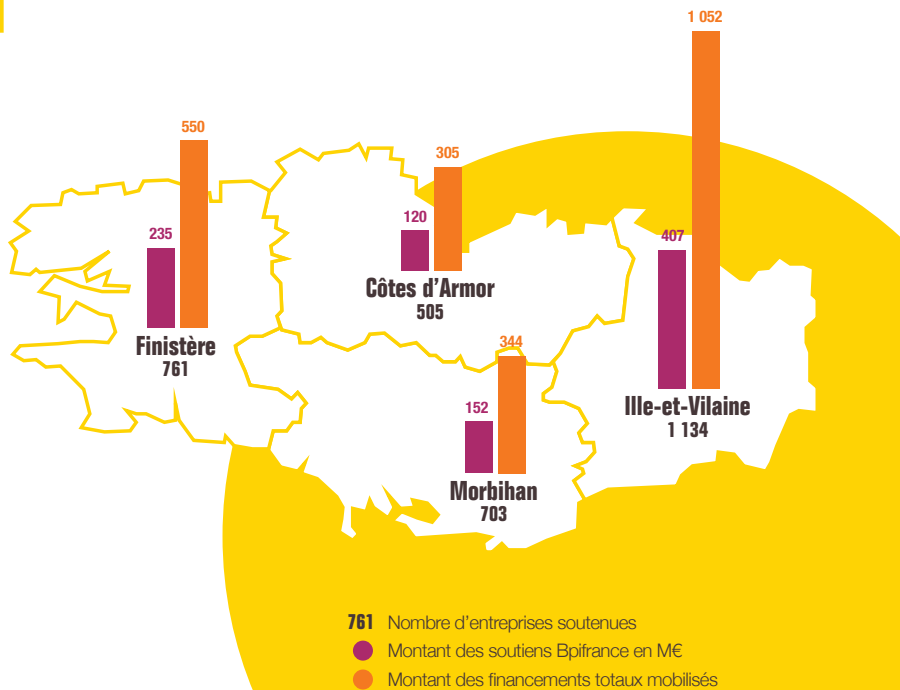 1 052
550
305
235
120
407
Côtes d'Armor
505
Finistère
761
344
152
Ille-et-Vilaine
1 134
Morbihan
703
761 Nombre d'entreprises soutenues
Montant des soutiens Bpifrance en M€
Montant des financements totaux mobilisés